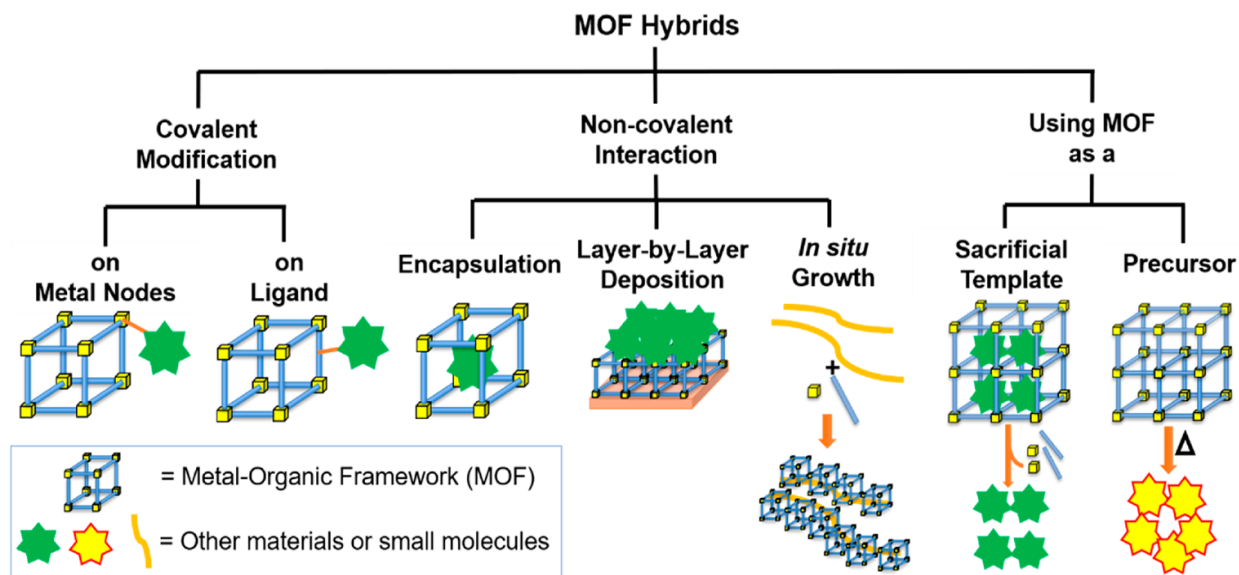 MOF Hybrids
Covalent
Modification
Non-covalent
Interaction
Using MOF
as a
on
Metal Nodes
on
Ligand
Encapsulation
Layer-by-Layer
Deposition
In situ
Growth
Sacrificial
Template
Precursor
+
Δ
= Metal-Organic Framework (MOF)
= Other materials or small molecules